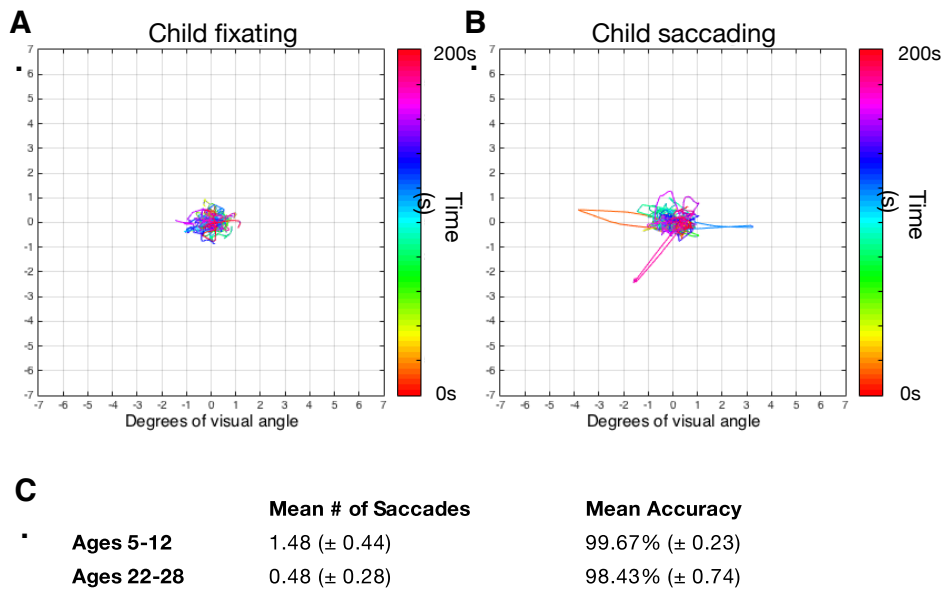 A
Child fixating
7
6
5
4
3
2
1
0
-1
-2
-3
-4
-5
-6
-7
-7 -6 -5 -4 -3 -2 -1 0 1 2 3 4 5 6 7
Degrees of visual angle
200s
Time (s)
0s
B
Child saccading
7
6
5
4
3
2
1
0
-1
-2
-3
-4
-5
-6
-7
-7 -6 -5 -4 -3 -2 -1 0 1 2 3 4 5 6 7
Degrees of visual angle
200s
Time (s)
0s
C
Mean # of Saccades Mean Accuracy
Ages 5-12 1.48 (± 0.44) 99.67% (± 0.23)
Ages 22-28 0.48 (± 0.28) 98.43% (± 0.74)